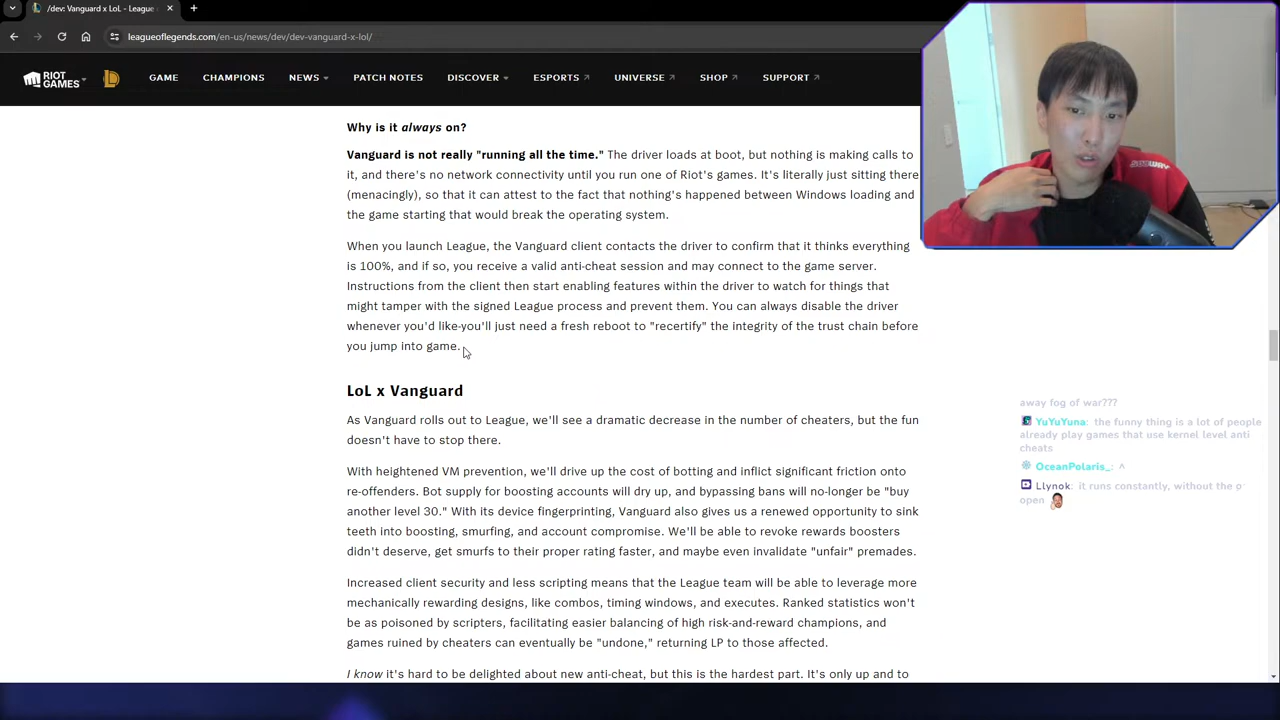 /dev: Vanguard x LoL - League
leagueoflegends.com/en-us/news/dev/dev-vanguard-x-lol/
RIOT GAMES
GAME CHAMPIONS NEWS PATCH NOTES DISCOVER ESPORTS UNIVERSE SHOP SUPPORT
Why is it always on?
Vanguard is not really "running all the time." The driver loads at boot, but nothing is making calls to
it, and there's no network connectivity until you run one of Riot's games. It's literally just sitting there
(menacingly), so that it can attest to the fact that nothing's happened between Windows loading and
the game starting that would break the operating system.
When you launch League, the Vanguard client contacts the driver to confirm that it thinks everything
is 100%, and if so, you receive a valid anti-cheat session and may connect to the game server.
Instructions from the client then start enabling features within the driver to watch for things that
might tamper with the signed League process and prevent them. You can always disable the driver
whenever you'd like-you'll just need a fresh reboot to "recertify" the integrity of the trust chain before
you jump into game.
LoL x Vanguard
As Vanguard rolls out to League, we'll see a dramatic decrease in the number of cheaters, but the fun
doesn't have to stop there.
With heightened VM prevention, we'll drive up the cost of botting and inflict significant friction onto
re-offenders. Bot supply for boosting accounts will dry up, and bypassing bans will no-longer be "buy
another level 30." With its device fingerprinting, Vanguard also gives us a renewed opportunity to sink
teeth into boosting, smurfing, and account compromise. We'll be able to revoke rewards boosters
didn't deserve, get smurfs to their proper rating faster, and maybe even invalidate "unfair" premades.
Increased client security and less scripting means that the League team will be able to leverage more
mechanically rewarding designs, like combos, timing windows, and executes. Ranked statistics won't
be as poisoned by scripters, facilitating easier balancing of high risk-and-reward champions, and
games ruined by cheaters can eventually be "undone," returning LP to those affected.
I know it's hard to be delighted about new anti-cheat, but this is the hardest part. It's only up and to
away fog of war???
YuYuYuna: the funny thing is a lot of people
already play games that use kernel level anti
cheats
OceanPolaris_: ^
Llynok: it runs constantly, without the
open